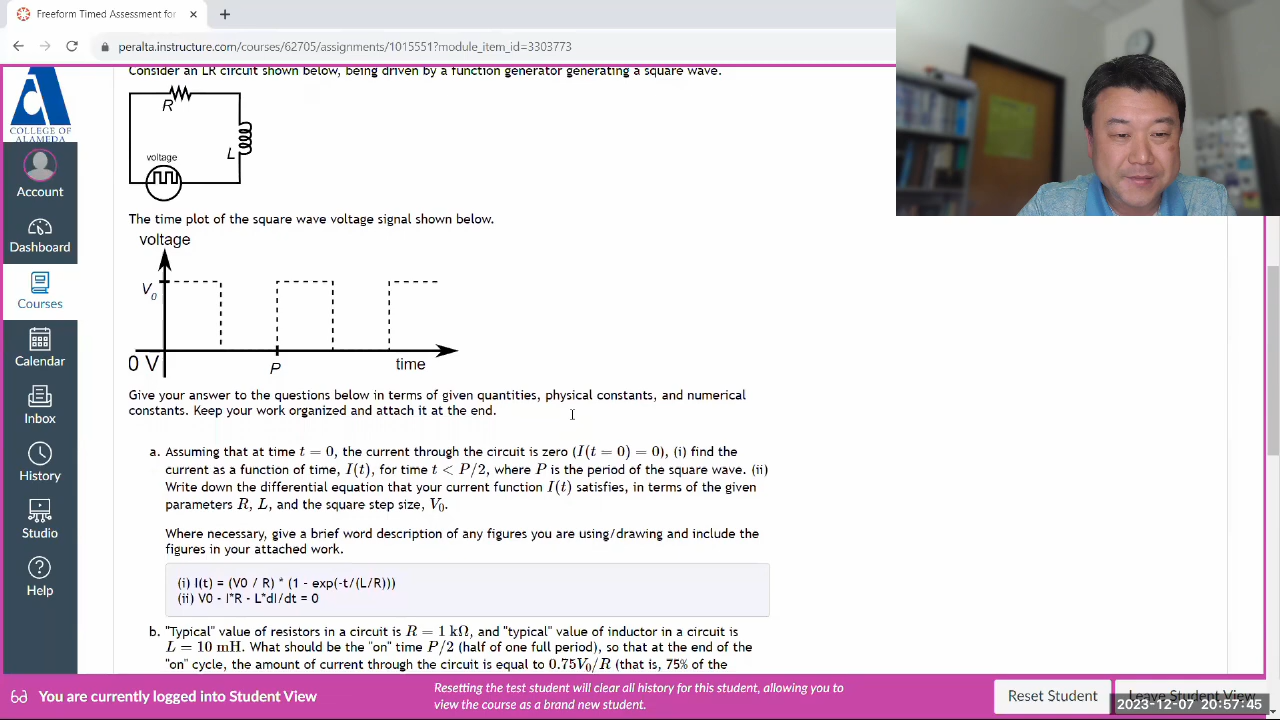 Freeform Timed Assessment for
peralta.instructure.com/courses/62705/assignments/1015551?module_item_id=3303773
Consider an LR circuit shown below, being driven by a function generator generating a square wave.
R
voltage
L
COLLEGE OF
ALAMEDA
Account
Dashboard
Courses
Calendar
Inbox
History
Studio
Help
The time plot of the square wave voltage signal shown below.
voltage
V₀
0 V
P
time
Give your answer to the questions below in terms of given quantities, physical constants, and numerical
constants. Keep your work organized and attach it at the end.
a. Assuming that at time t = 0, the current through the circuit is zero (I(t = 0) = 0), (i) find the
current as a function of time, I(t), for time t < P/2, where P is the period of the square wave. (ii)
Write down the differential equation that your current function I(t) satisfies, in terms of the given
parameters R, L, and the square step size, V₀.
Where necessary, give a brief word description of any figures you are using/drawing and include the
figures in your attached work.
(i) I(t) = (V0 / R) * (1 - exp(-t/(L/R)))
(ii) V0 - I*R - L*dI/dt = 0
b. "Typical" value of resistors in a circuit is R = 1 kΩ, and "typical" value of inductor in a circuit is
L = 10 mH. What should be the "on" time P/2 (half of one full period), so that at the end of the
"on" cycle, the amount of current through the circuit is equal to 0.75V₀/R (that is, 75% of the
You are currently logged into Student View
Resetting the test student will clear all history for this student, allowing you to
view the course as a brand new student.
Reset Student
Leave Student View
2023-12-07 20:57:45